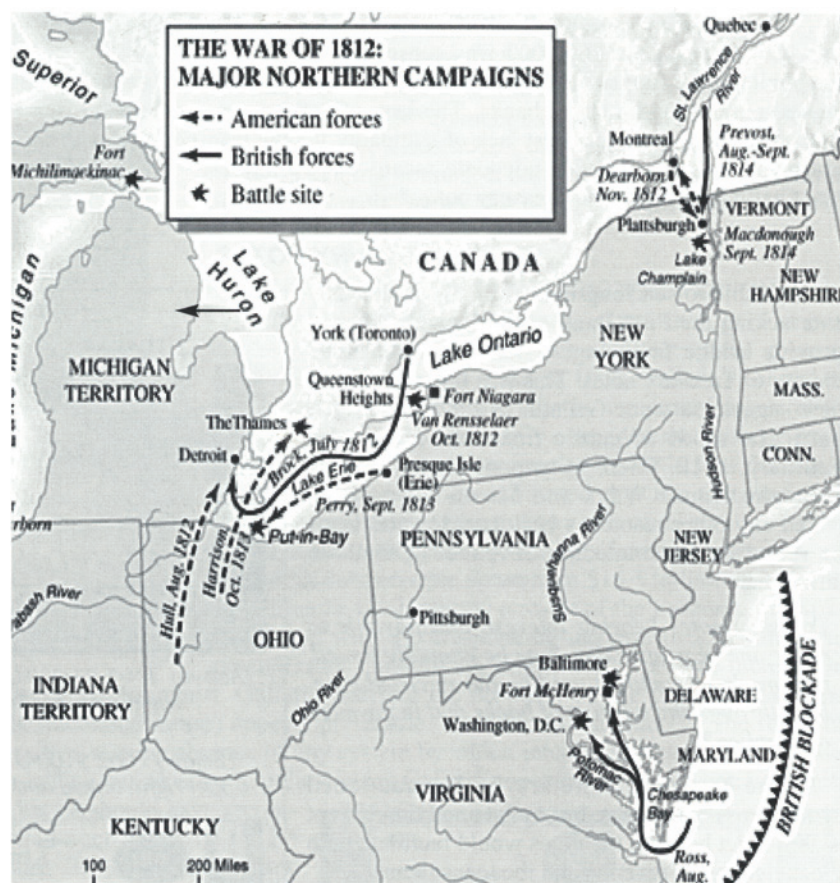 Quebec
THE WAR OF 1812:
MAJOR NORTHERN CAMPAIGNS
American forces
British forces
Battle site
Superior
Fort
Michilimackinac
St. Lawrence
River
Montreal
Prevost,
Aug.-Sept.
1814
Dearborn
Nov. 1812
Plattsburgh
VERMONT
Macdonough
Sept. 1814
Lake
Champlain
NEW
HAMPSHIRE
CANADA
Lake
Huron
Michigan
MICHIGAN
TERRITORY
York (Toronto)
Lake Ontario
NEW
YORK
Queenstown
Heights
Fort Niagara
Van Rensselaer
Oct. 1812
MASS.
CONN.
Hudson River
The Thames
Detroit
Brock, July 1812
Lake Erie
Presque Isle
(Erie)
Perry, Sept. 1813
Put-in-Bay
Hull, Aug. 1812
Harrison
Oct. 1813
PENNSYLVANIA
Susquehanna River
NEW
JERSEY
Pittsburgh
OHIO
INDIANA
TERRITORY
Ohio River
Baltimore
Fort McHenry
Washington, D.C.
DELAWARE
MARYLAND
Potomac
River
Chesapeake
Bay
VIRGINIA
BRITISH BLOCKADE
KENTUCKY
Ross,
Aug.
100 200 Miles